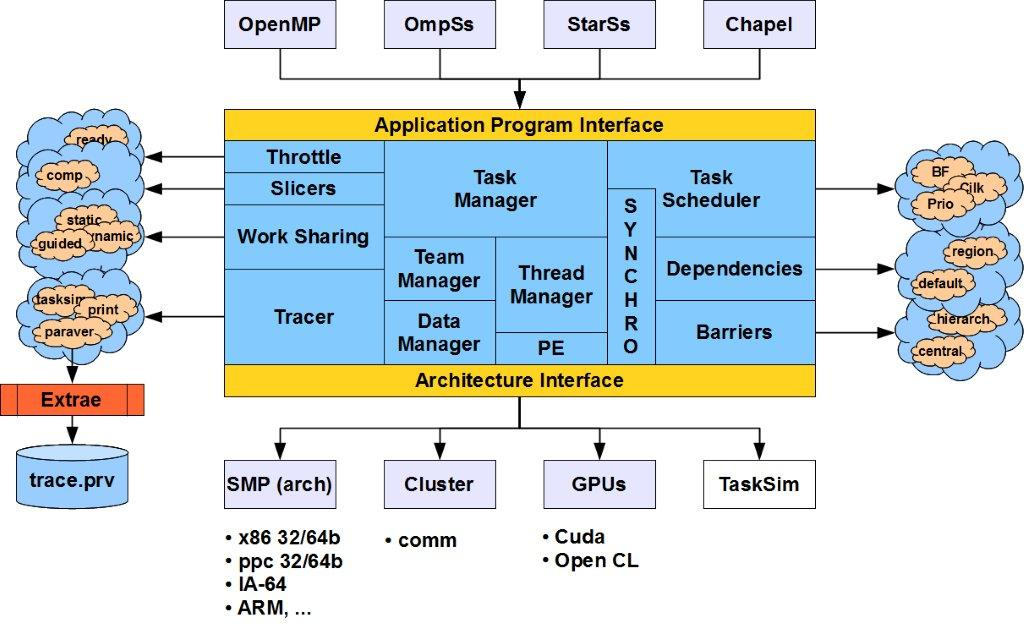 OpenMP
OmpSs
StarSs
Chapel
Application Program Interface
Throttle
Slicers
Work Sharing
Tracer
Task
Manager
Team
Manager
Data
Manager
Thread
Manager
PE
SYNCHRO
Task
Scheduler
Dependencies
Barriers
Architecture Interface
ready
comp
static
guided
namic
tasksim
print
paraver
Extrae
trace.prv
BF
Cilk
Prio
region
default
hierarch
central
SMP (arch)
Cluster
GPUs
TaskSim
• x86 32/64b
• ppc 32/64b
• IA-64
• ARM, ...
• comm
• Cuda
• Open CL